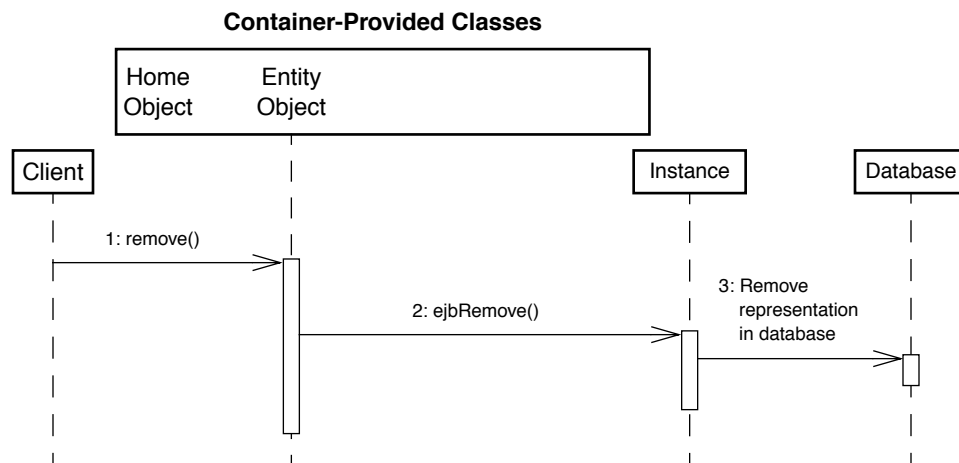 Container-Provided Classes
Home
Object
Entity
Object
Client
Instance
Database
1: remove()
2: ejbRemove()
3: Remove
representation
in database